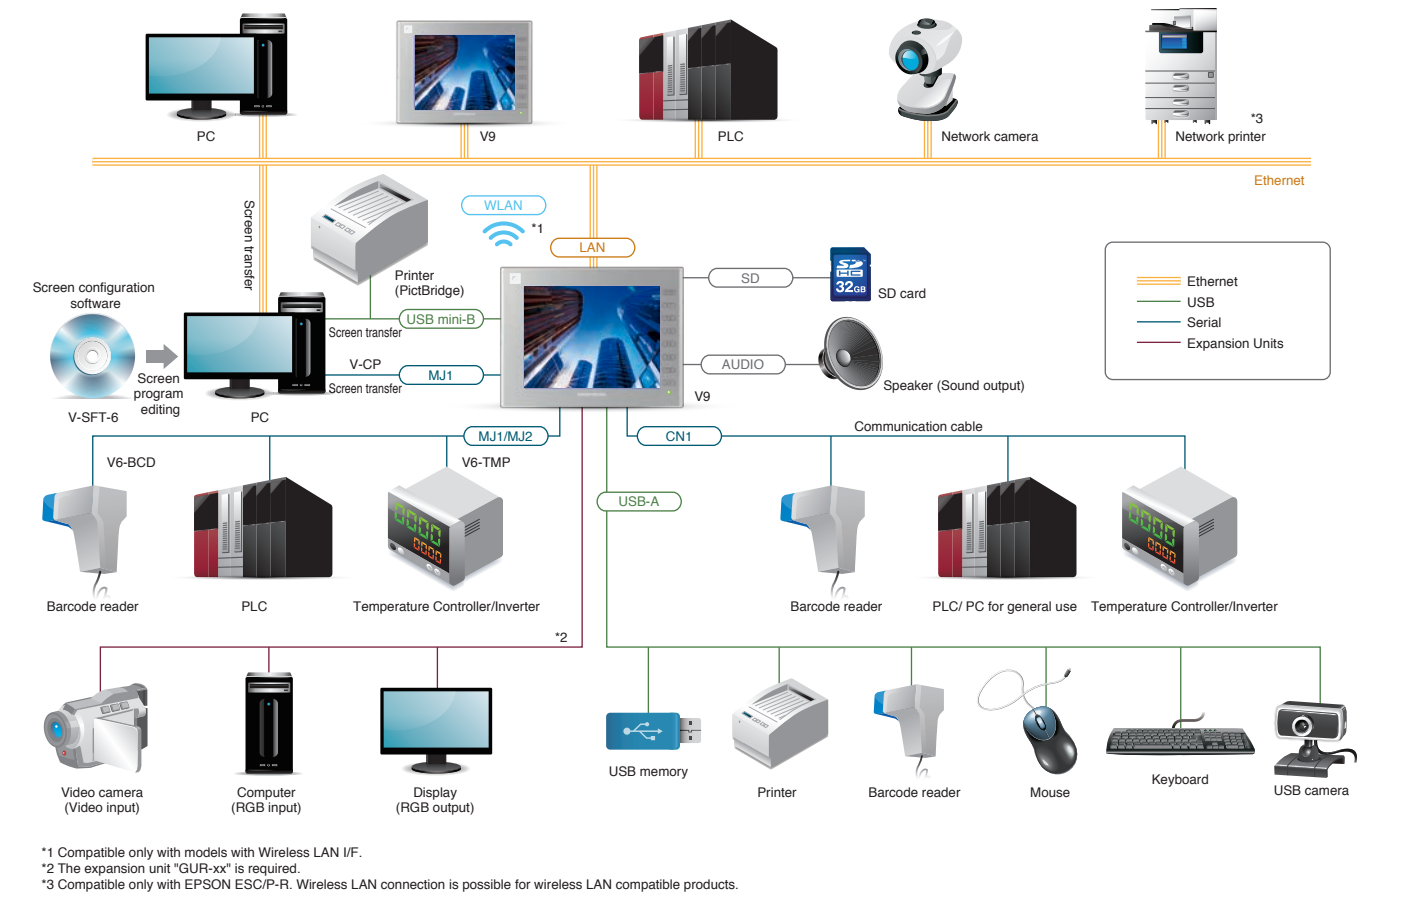 PC
V9
PLC
Network camera
*3
Network printer
Ethernet
Screen transfer
WLAN
*1
LAN
Printer
(PictBridge)
SD
32GB
SD card
Ethernet
USB
Serial
Expansion Units
Screen configuration
software
USB mini-B
Screen transfer
V-CP
MJ1
Screen transfer
AUDIO
Speaker (Sound output)
Screen
program
editing
V-SFT-6
PC
V9
MJ1/MJ2
CN1
Communication cable
V6-BCD
V6-TMP
USB-A
0000
0000
0000
0000
Barcode reader
PLC
Temperature Controller/Inverter
Barcode reader
PLC/ PC for general use
Temperature Controller/Inverter
*2
Video camera
(Video input)
Computer
(RGB input)
Display
(RGB output)
USB memory
Printer
Barcode reader
Mouse
Keyboard
USB camera
*1 Compatible only with models with Wireless LAN I/F.
*2 The expansion unit "GUR-xx" is required.
*3 Compatible only with EPSON ESC/P-R. Wireless LAN connection is possible for wireless LAN compatible products.